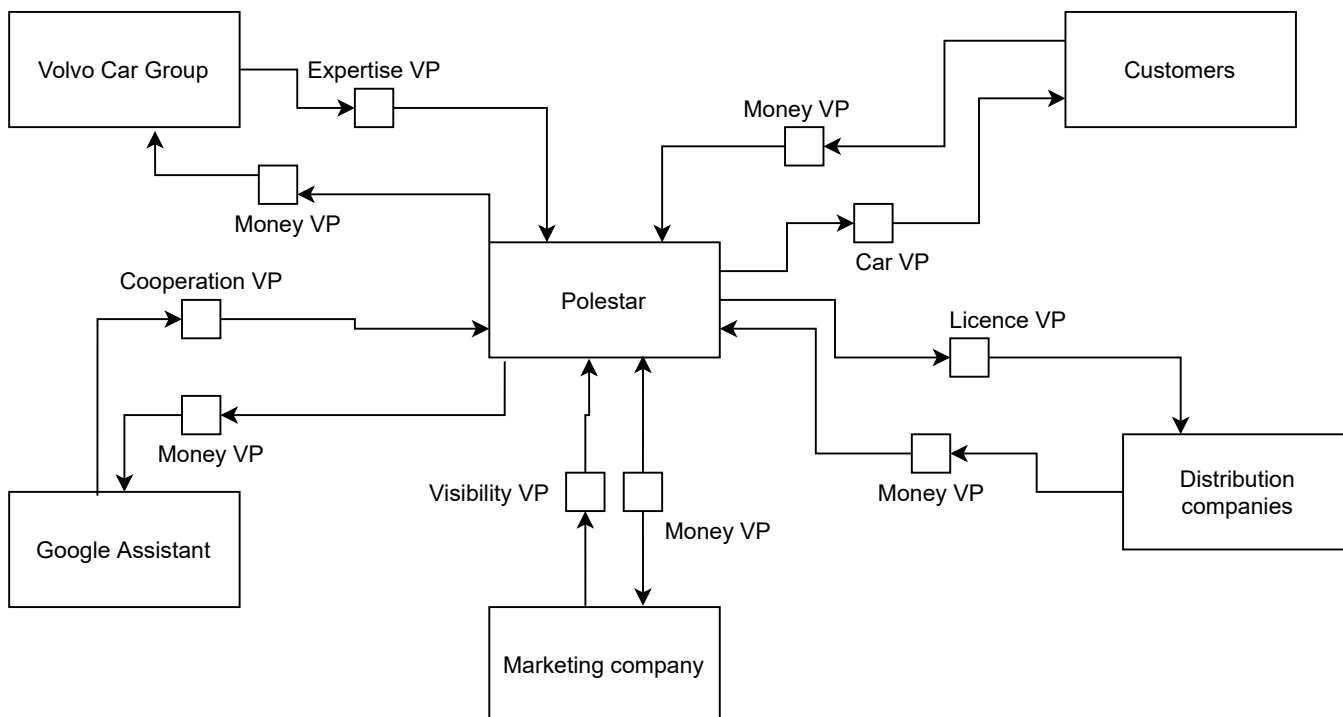 Volvo Car Group
Expertise VP
Customers
Money VP
Money VP
Car VP
Cooperation VP
Polestar
Licence VP
Money VP
Visibility VP
Money VP
Money VP
Distribution
companies
Google Assistant
Marketing company